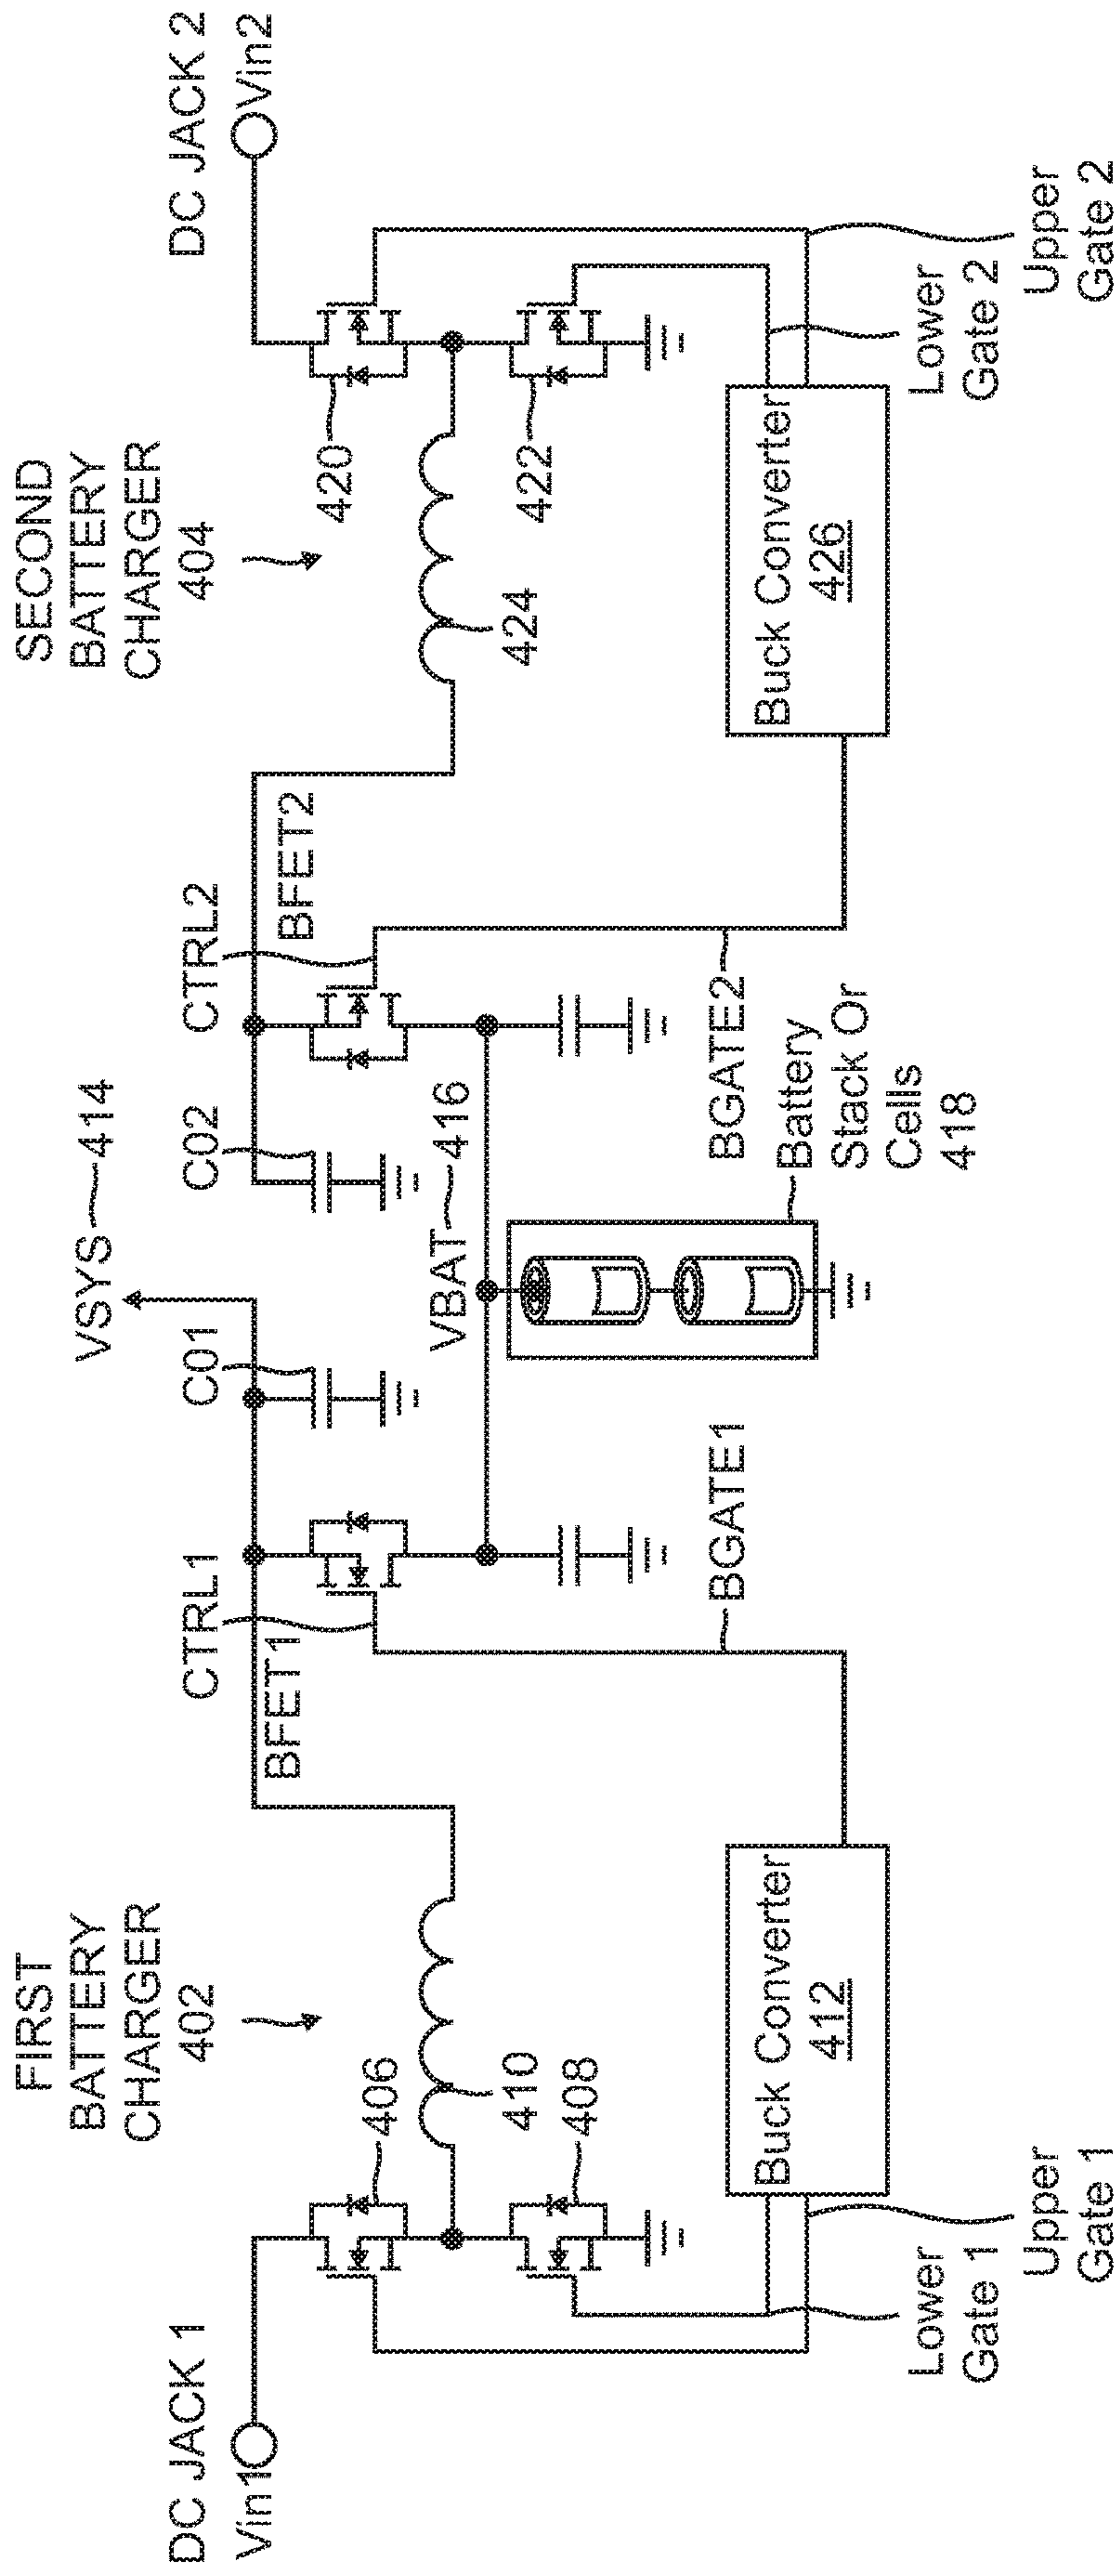 FIRST
BATTERY
CHARGER
402
SECOND
BATTERY
CHARGER
404
VSYS
414
DC JACK 1
Vin1
DC JACK 2
Vin2
CTRL1
C01
C02
CTRL2
BFET1
BFET2
406
410
408
VBAT
416
420
424
422
BGATE1
BGATE2
Battery
Stack Or
Cells
418
Buck Converter
412
Buck Converter
426
Lower
Gate 1
Upper
Gate 1
Lower
Gate 2
Upper
Gate 2